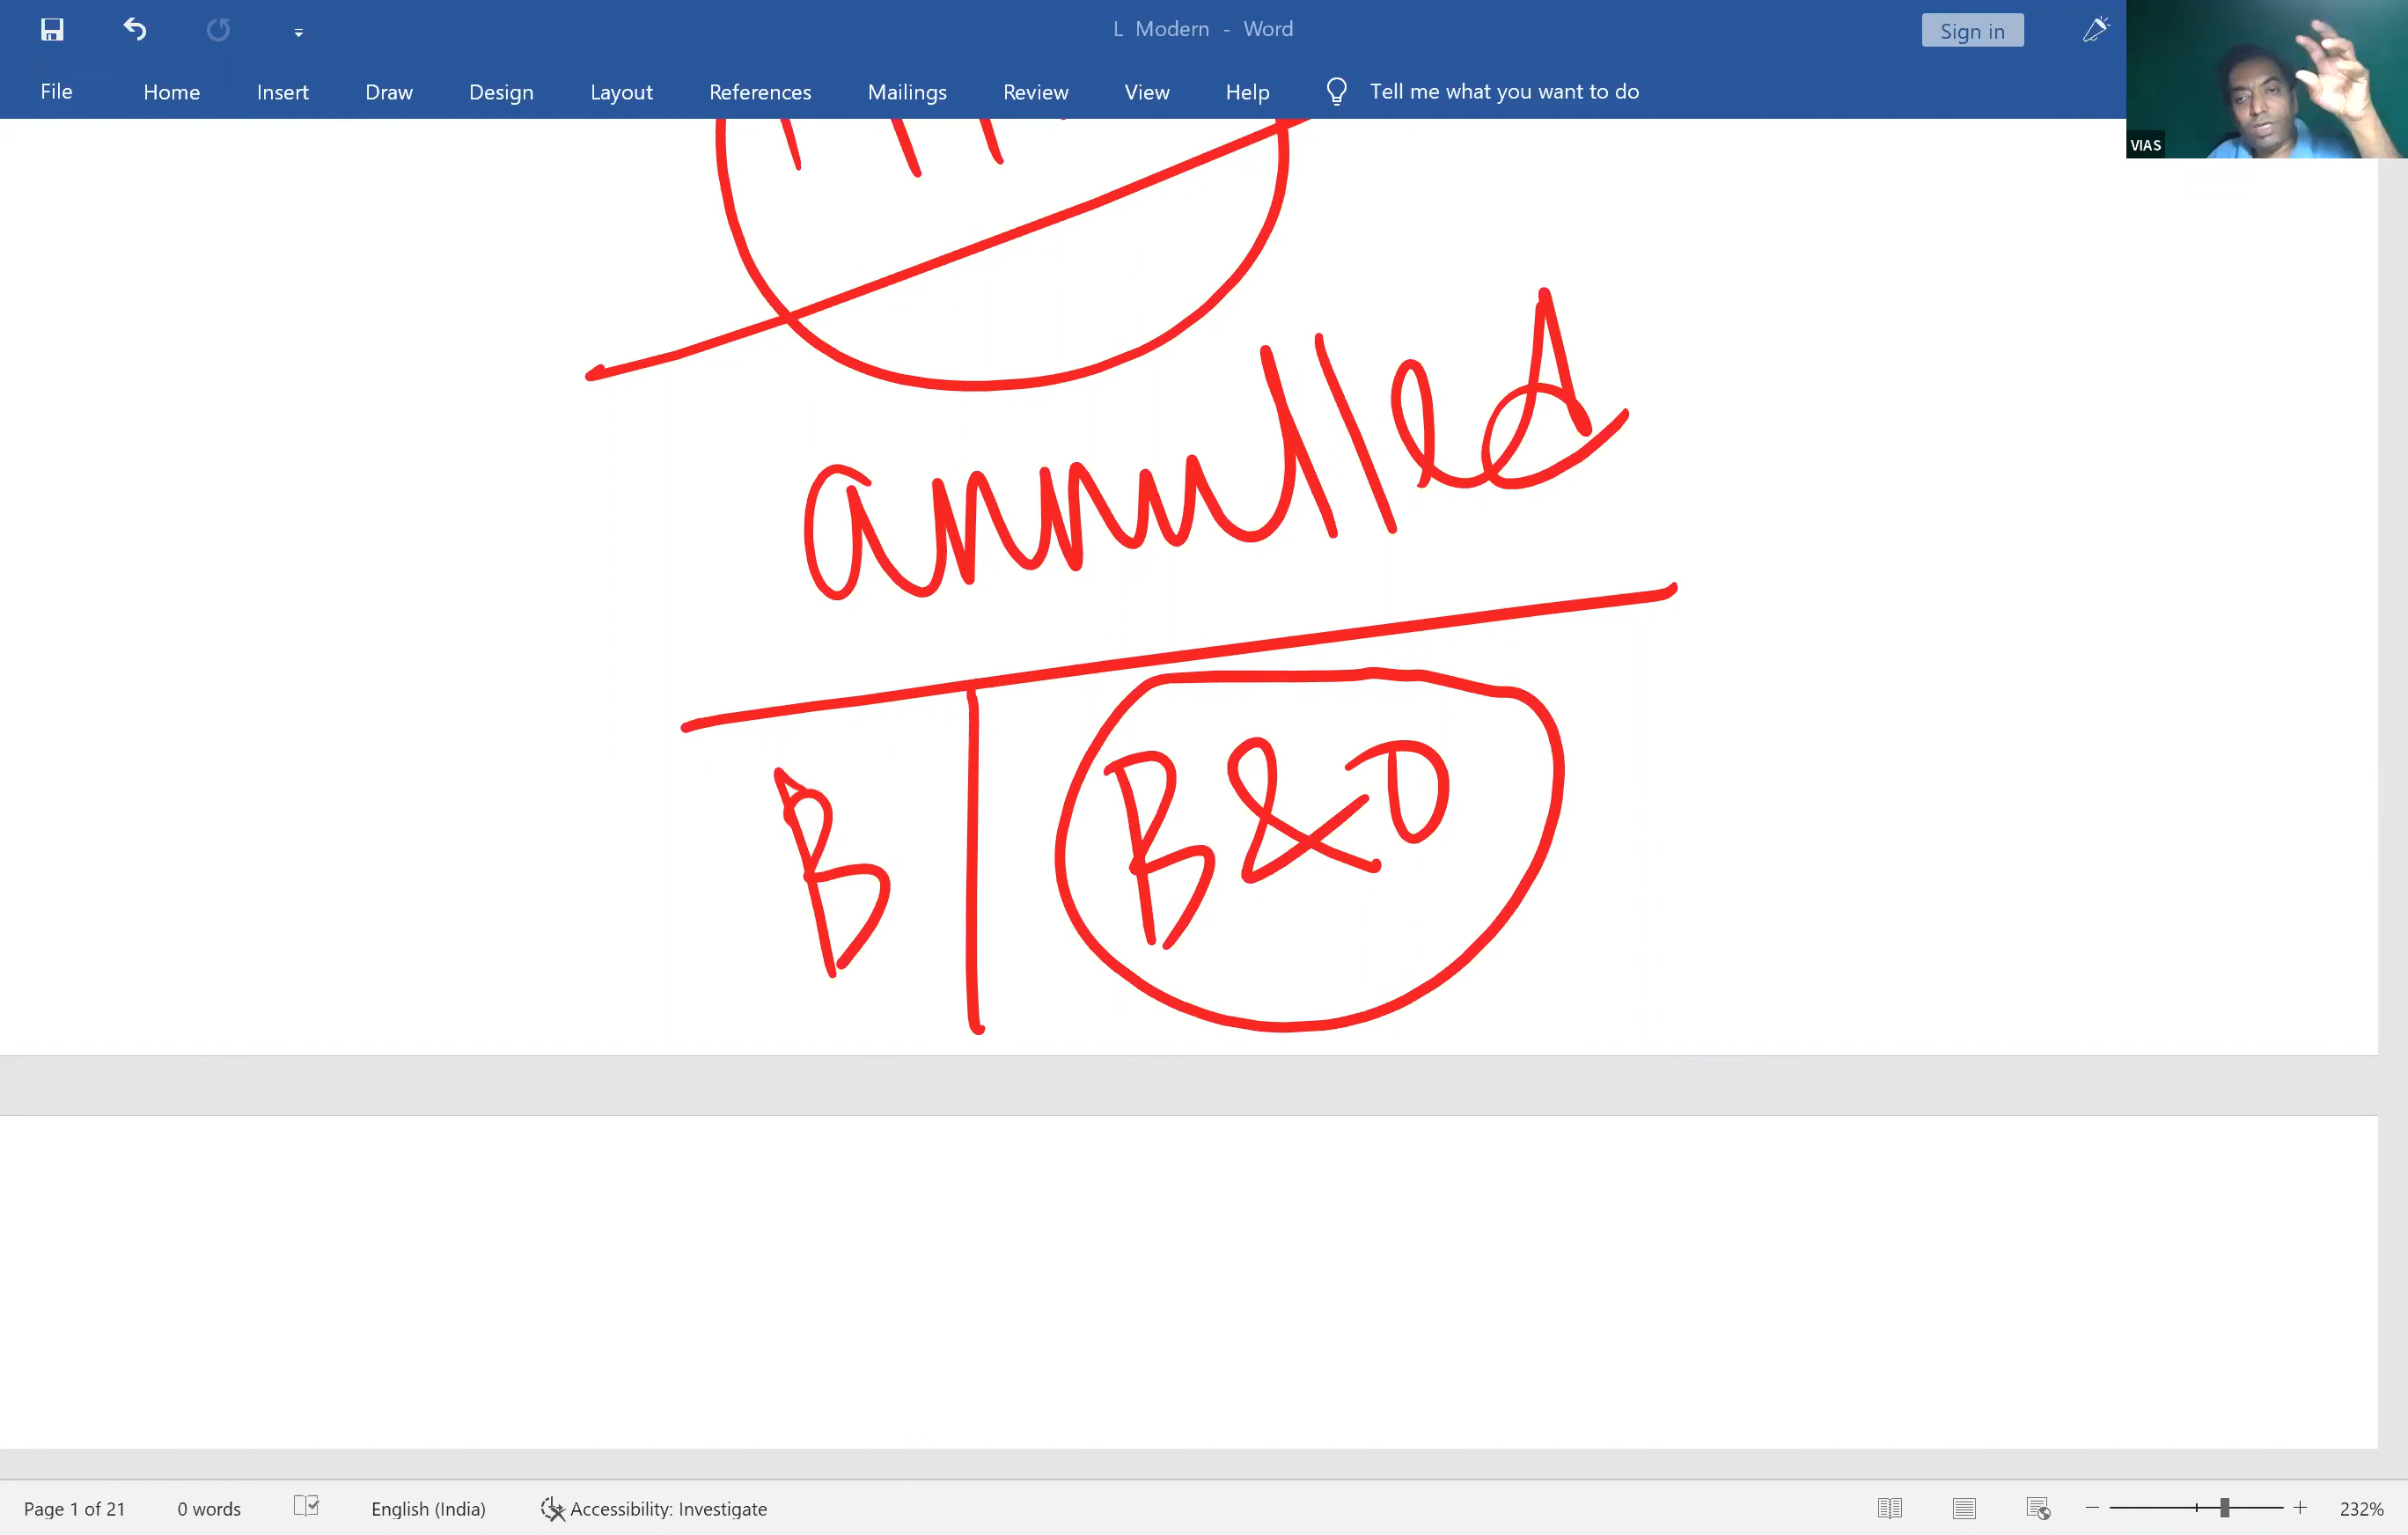 L Modern - Word
Sign in
File Home Insert Draw Design Layout References Mailings Review View Help Tell me what you want to do
VIAS
annulled
B B&O
Page 1 of 21 0 words English (India) Accessibility: Investigate 232%